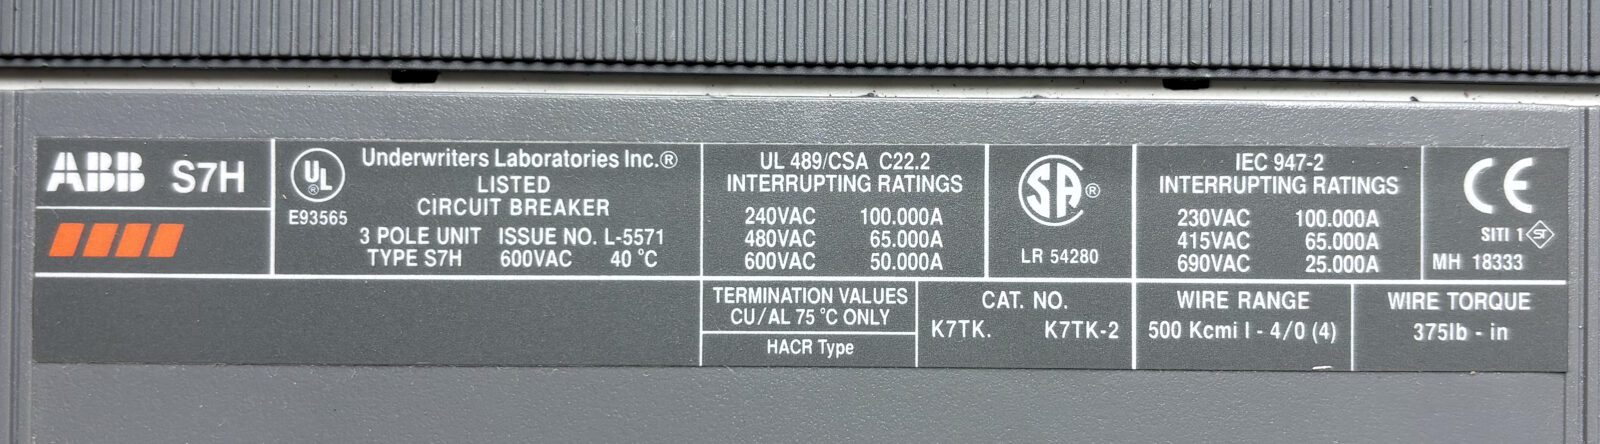 ABB S7H
UL ®
E93565
Underwriters Laboratories Inc.®
LISTED
CIRCUIT BREAKER
3 POLE UNIT ISSUE NO. L-5571
TYPE S7H 600VAC 40 °C
UL 489/CSA C22.2
INTERRUPTING RATINGS
240VAC 100.000A
480VAC 65.000A
600VAC 50.000A
SA ®
LR 54280
IEC 947-2
INTERRUPTING RATINGS
230VAC 100.000A
415VAC 65.000A
690VAC 25.000A
CE
SITI 1
MH 18333
TERMINATION VALUES
CU/AL 75 °C ONLY
HACR Type
CAT. NO.
K7TK. K7TK-2
WIRE RANGE
500 Kcmi l - 4/0 (4)
WIRE TORQUE
375lb - in